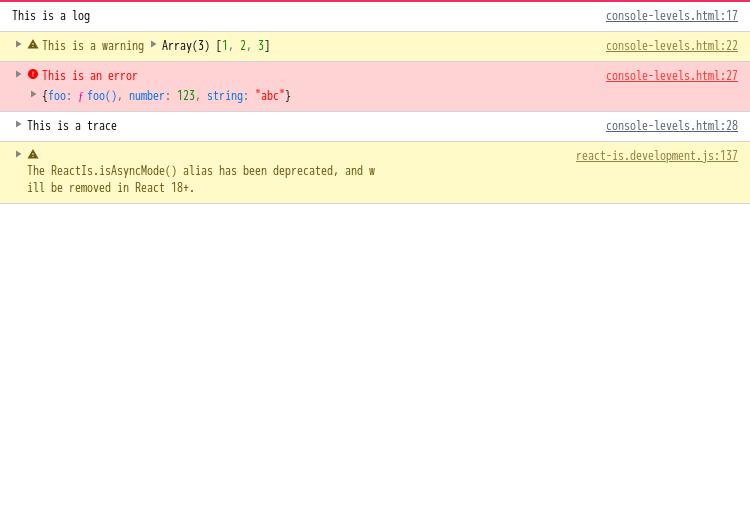 This is a log console-levels.html:17
This is a warning Array(3) [1, 2, 3] console-levels.html:22
This is an error console-levels.html:27
{foo: ƒ foo(), number: 123, string: "abc"}
This is a trace console-levels.html:28
react-is.development.js:137
The ReactIs.isAsyncMode() alias has been deprecated, and w
ill be removed in React 18+.